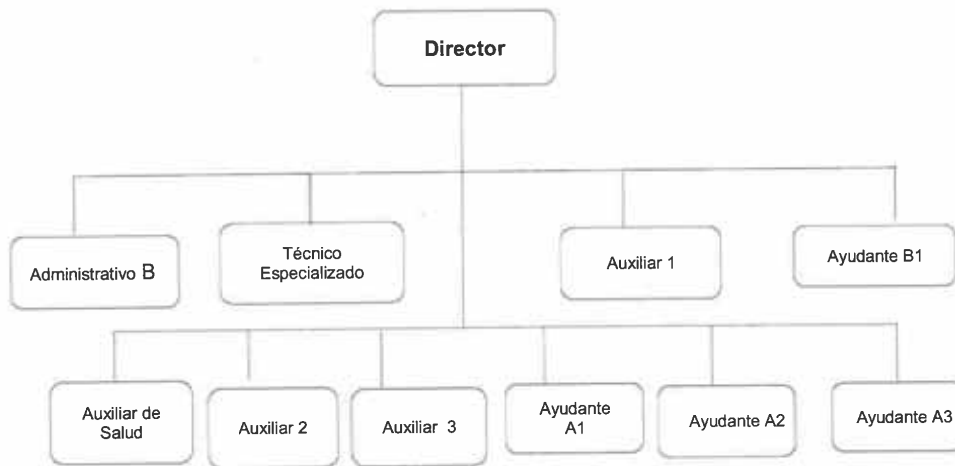 Director
Administrativo B
Técnico
Especializado
Auxiliar 1
Ayudante B1
Auxiliar de
Salud
Auxiliar 2
Auxiliar 3
Ayudante
A1
Ayudante A2
Ayudante A3